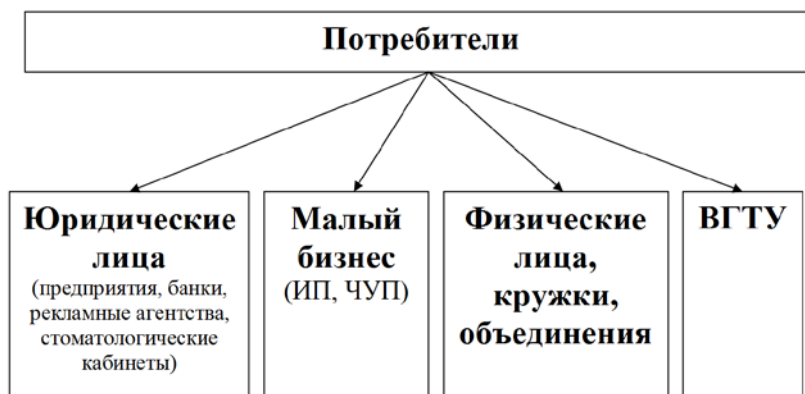 Потребители
Юридические
лица
(предприятия, банки,
рекламные агентства,
стоматологические
кабинеты)
Малый
бизнес
(ИП, ЧУП)
Физические
лица,
кружки,
объединения
ВГТУ